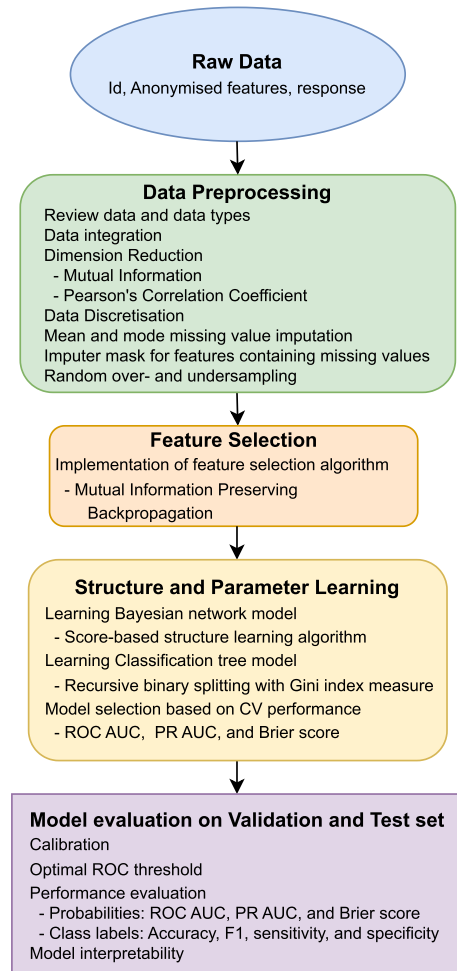 Raw Data
Id, Anonymised features, response
Data Preprocessing
Review data and data types
Data integration
Dimension Reduction
- Mutual Information
- Pearson's Correlation Coefficient
Data Discretisation
Mean and mode missing value imputation
Imputer mask for features containing missing values
Random over- and undersampling
Feature Selection
Implementation of feature selection algorithm
- Mutual Information Preserving
Backpropagation
Structure and Parameter Learning
Learning Bayesian network model
- Score-based structure learning algorithm
Learning Classification tree model
- Recursive binary splitting with Gini index measure
Model selection based on CV performance
- ROC AUC, PR AUC, and Brier score
Model evaluation on Validation and Test set
Calibration
Optimal ROC threshold
Performance evaluation
- Probabilities: ROC AUC, PR AUC, and Brier score
- Class labels: Accuracy, F1, sensitivity, and specificity
Model interpretability